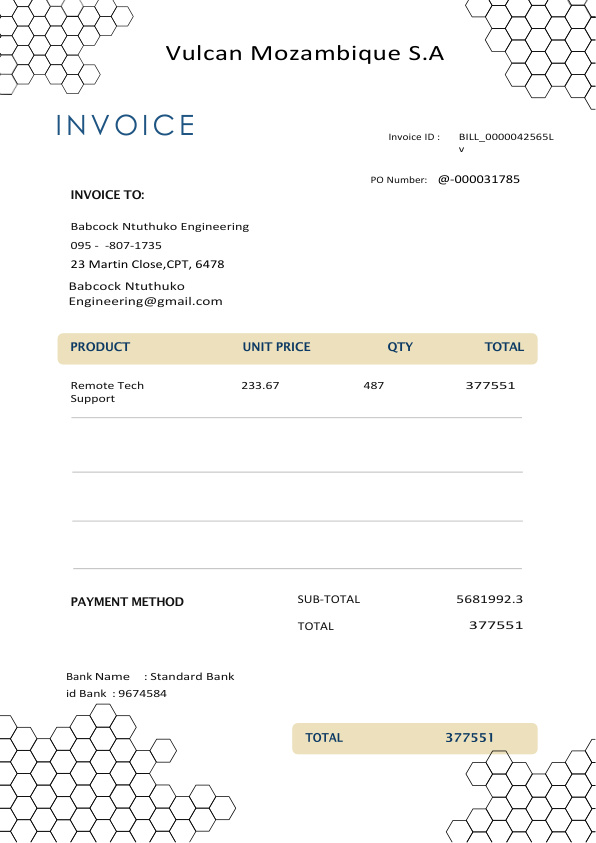 Vulcan Mozambique S.A
INVOICE
Invoice ID : BILL_0000042565L
v
PO Number: @-000031785
INVOICE TO:
Babcock Ntuthuko Engineering
095 - -807-1735
23 Martin Close,CPT, 6478
Babcock Ntuthuko
Engineering@gmail.com
PRODUCT UNIT PRICE QTY TOTAL
Remote Tech 233.67 487 377551
Support
PAYMENT METHOD SUB-TOTAL 5681992.3
TOTAL 377551
Bank Name : Standard Bank
id Bank : 9674584
TOTAL 377551